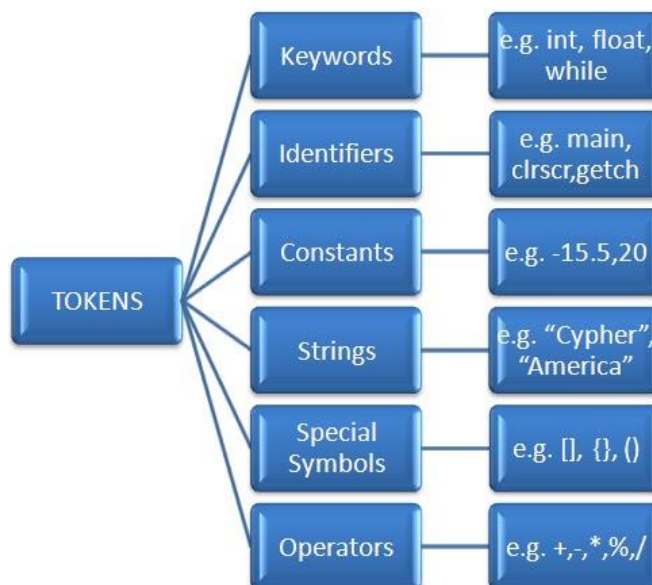 TOKENS
Keywords
e.g. int, float,
while
Identifiers
e.g. main,
clrscr,getch
Constants
e.g. -15.5,20
Strings
e.g. “Cypher”,
“America”
Special
Symbols
e.g. [], {}, ()
Operators
e.g. +,-,*,%,/